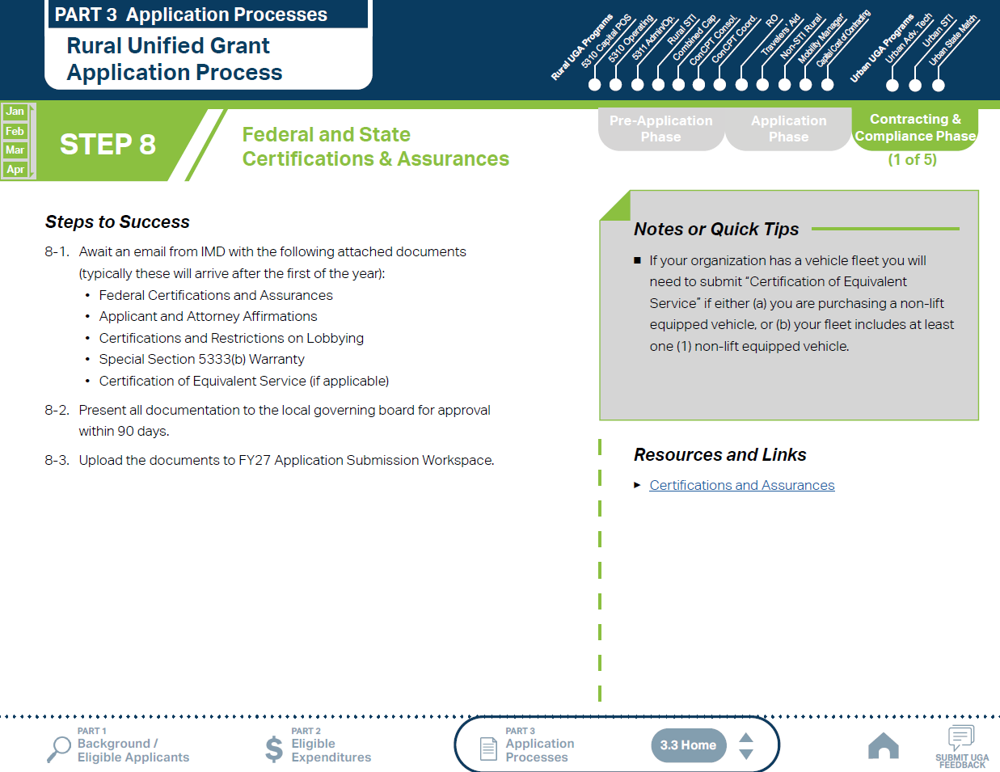 PART 3 Application Processes
Rural Unified Grant
Application Process
Rural UGA Programs
5310 Capital POS
5310 Operating
5311 Admin/Op.
Rural STI
Combined Cap
ConCPT Consol.
ConCPT Coord.
RO
Travelers' Aid
Non-STI Rural
Mobility Manager
Capital Cost of Contracting
Urban UGA Programs
Urban Adv. Tech
Urban STI
Urban State Match
Jan
Feb
Mar
Apr
STEP 8
Federal and State
Certifications & Assurances
Pre-Application
Phase
Application
Phase
Contracting &
Compliance Phase
(1 of 5)
Steps to Success
8-1. Await an email from IMD with the following attached documents
(typically these will arrive after the first of the year):
• Federal Certifications and Assurances
• Applicant and Attorney Affirmations
• Certifications and Restrictions on Lobbying
• Special Section 5333(b) Warranty
• Certification of Equivalent Service (if applicable)
8-2. Present all documentation to the local governing board for approval
within 90 days.
8-3. Upload the documents to FY27 Application Submission Workspace.
Notes or Quick Tips
■ If your organization has a vehicle fleet you will
need to submit “Certification of Equivalent
Service” if either (a) you are purchasing a non-lift
equipped vehicle, or (b) your fleet includes at least
one (1) non-lift equipped vehicle.
Resources and Links
► Certifications and Assurances
PART 1
Background /
Eligible Applicants
PART 2
Eligible
Expenditures
PART 3
Application
Processes
3.3 Home
SUBMIT UGA
FEEDBACK